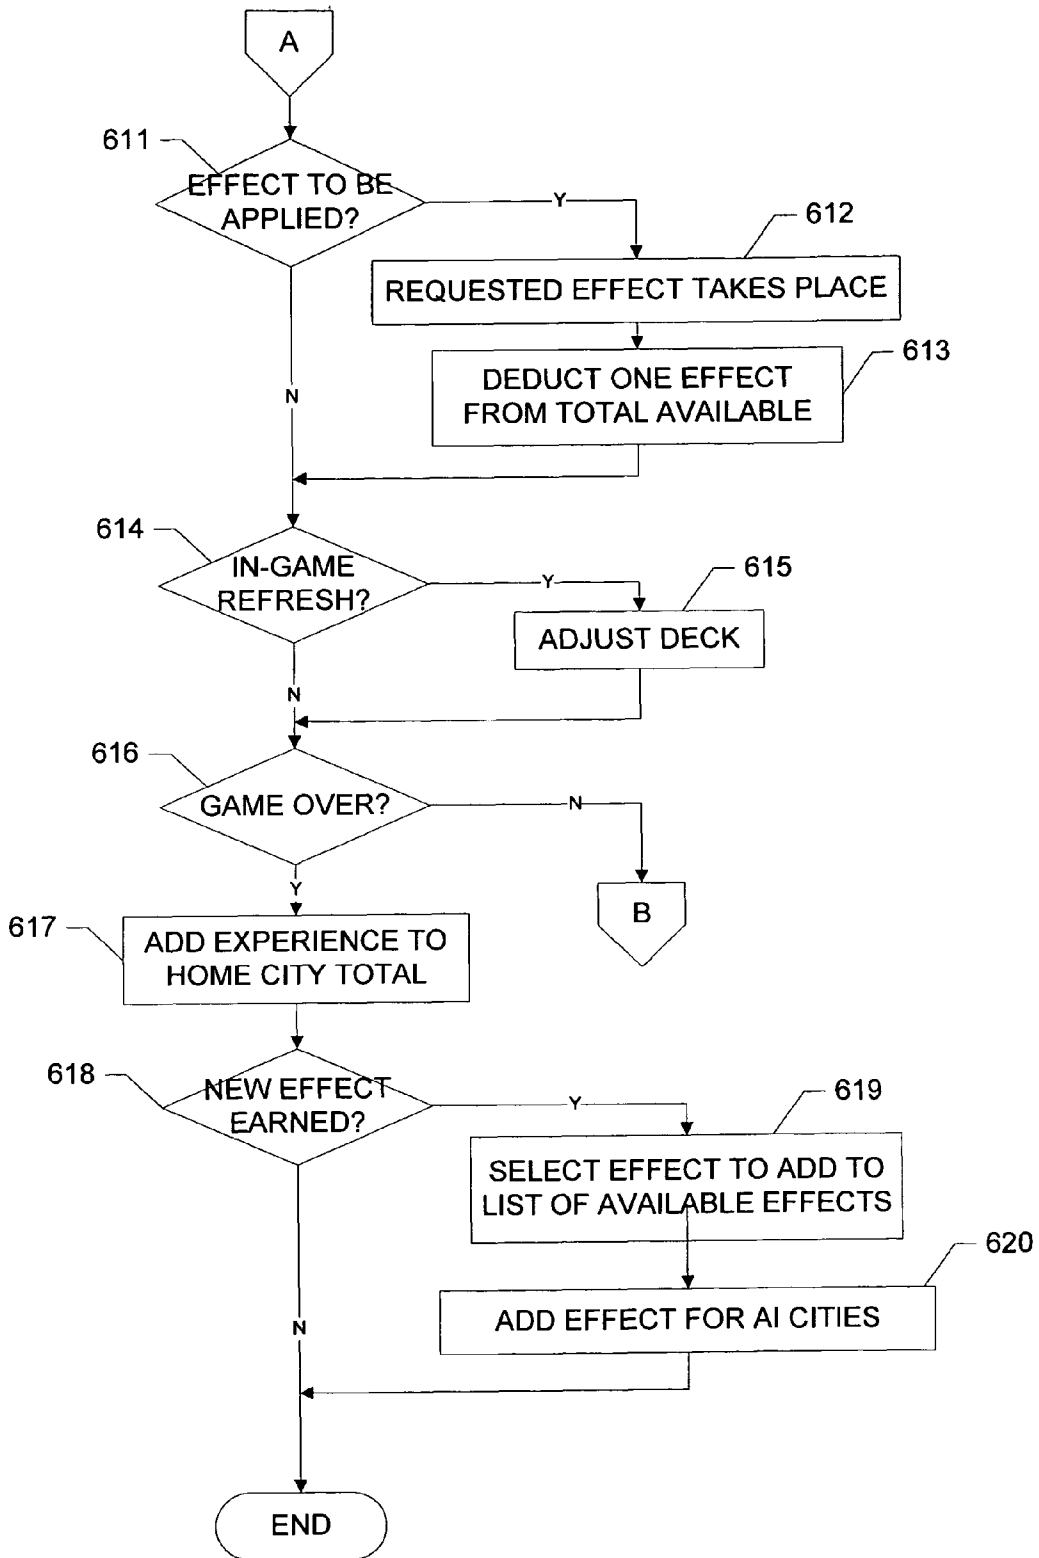 A
611
EFFECT TO BE
APPLIED?
Y
612
REQUESTED EFFECT TAKES PLACE
613
DEDUCT ONE EFFECT
FROM TOTAL AVAILABLE
N
614
IN-GAME
REFRESH?
Y
615
ADJUST DECK
N
616
GAME OVER?
N
B
Y
617
ADD EXPERIENCE TO
HOME CITY TOTAL
618
NEW EFFECT
EARNED?
Y
619
SELECT EFFECT TO ADD TO
LIST OF AVAILABLE EFFECTS
620
ADD EFFECT FOR AI CITIES
N
END